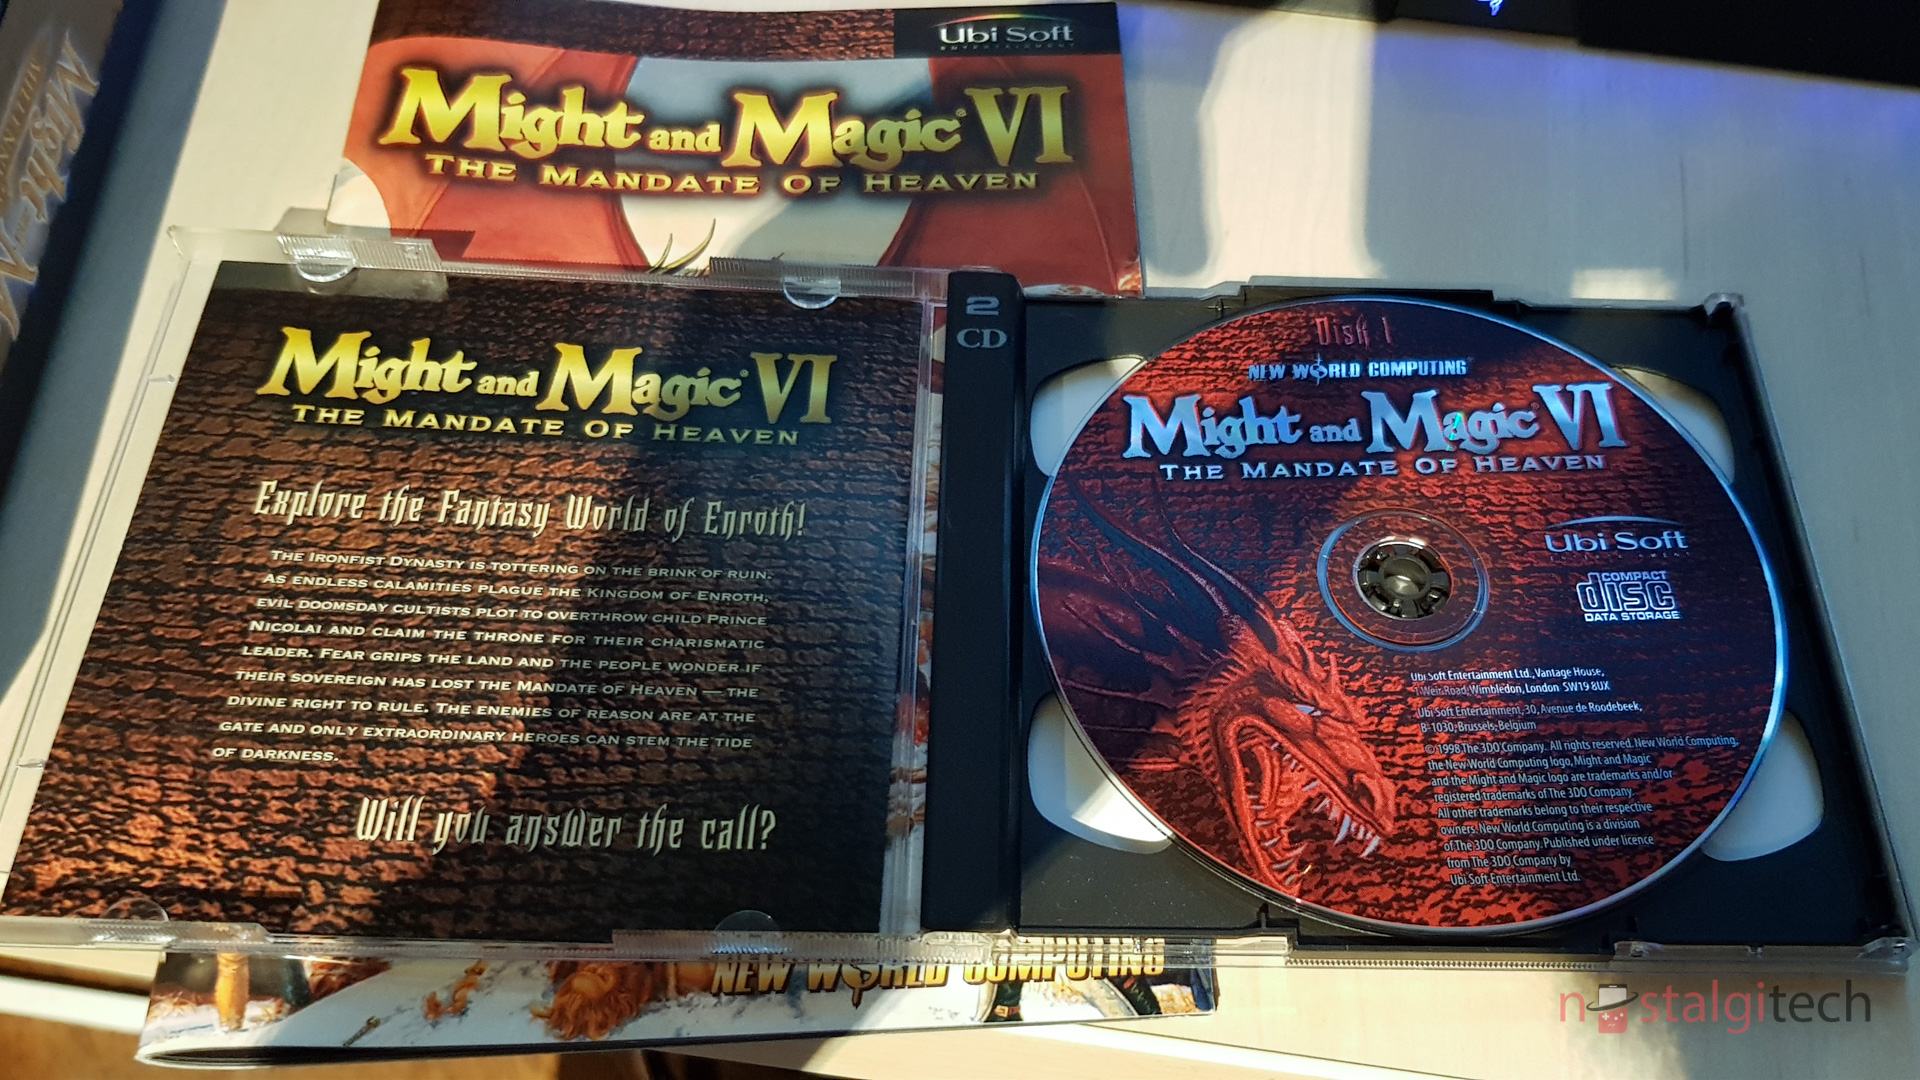 Ubi Soft
ENTERTAINMENT
Might and Magic® VI
THE MANDATE OF HEAVEN
Might and Magic® VI
THE MANDATE OF HEAVEN
Explore the Fantasy World of Enroth!
THE IRONFIST DYNASTY IS TOTTERING ON THE BRINK OF RUIN.
AS ENDLESS CALAMITIES PLAGUE THE KINGDOM OF ENROTH,
EVIL DOOMSDAY CULTISTS PLOT TO OVERTHROW CHILD PRINCE
NICOLAI AND CLAIM THE THRONE FOR THEIR CHARISMATIC
LEADER. FEAR GRIPS THE LAND AND THE PEOPLE WONDER IF
THEIR SOVEREIGN HAS LOST THE MANDATE OF HEAVEN — THE
DIVINE RIGHT TO RULE. THE ENEMIES OF REASON ARE AT THE
GATE AND ONLY EXTRAORDINARY HEROES CAN STEM THE TIDE
OF DARKNESS.
Will you answer the call?
2
CD
Disk 1
NEW WORLD COMPUTING
Might and Magic® VI
THE MANDATE OF HEAVEN
Ubi Soft
ENTERTAINMENT
COMPACT
disc
DATA STORAGE
Ubi Soft Entertainment Ltd., Vantage House,
1 Weir Road, Wimbledon, London SW19 8UX
Ubi Soft Entertainment, 30, Avenue de Roodebeek,
B-1030, Brussels, Belgium
© 1998 The 3DO Company. All rights reserved. New World Computing,
the New World Computing logo, Might and Magic
and the Might and Magic logo are trademarks and/or
registered trademarks of The 3DO Company.
All other trademarks belong to their respective
owners. New World Computing is a division
of The 3DO Company. Published under licence
from The 3DO Company by
Ubi Soft Entertainment Ltd.
NEW WORLD COMPUTING
Might
nostalgitech